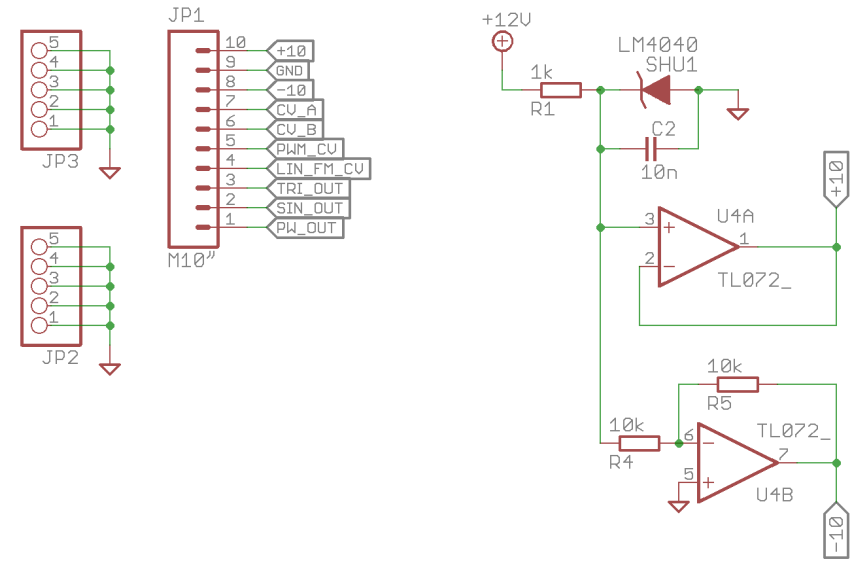 JP1
5
4
3
2
1
JP3
10 +10
9 GND
8 -10
7 CV_A
6 CV_B
5 PWM_CV
4 LIN_FM_CV
3 TRI_OUT
2 SIN_OUT
1 PW_OUT
M10"
5
4
3
2
1
JP2
+12V
1k
R1
LM4040
SHU1
C2
10n
+10
3
2
U4A
1
TL072_
10k
R5
10k
R4
6
5
TL072_
7
U4B
-10